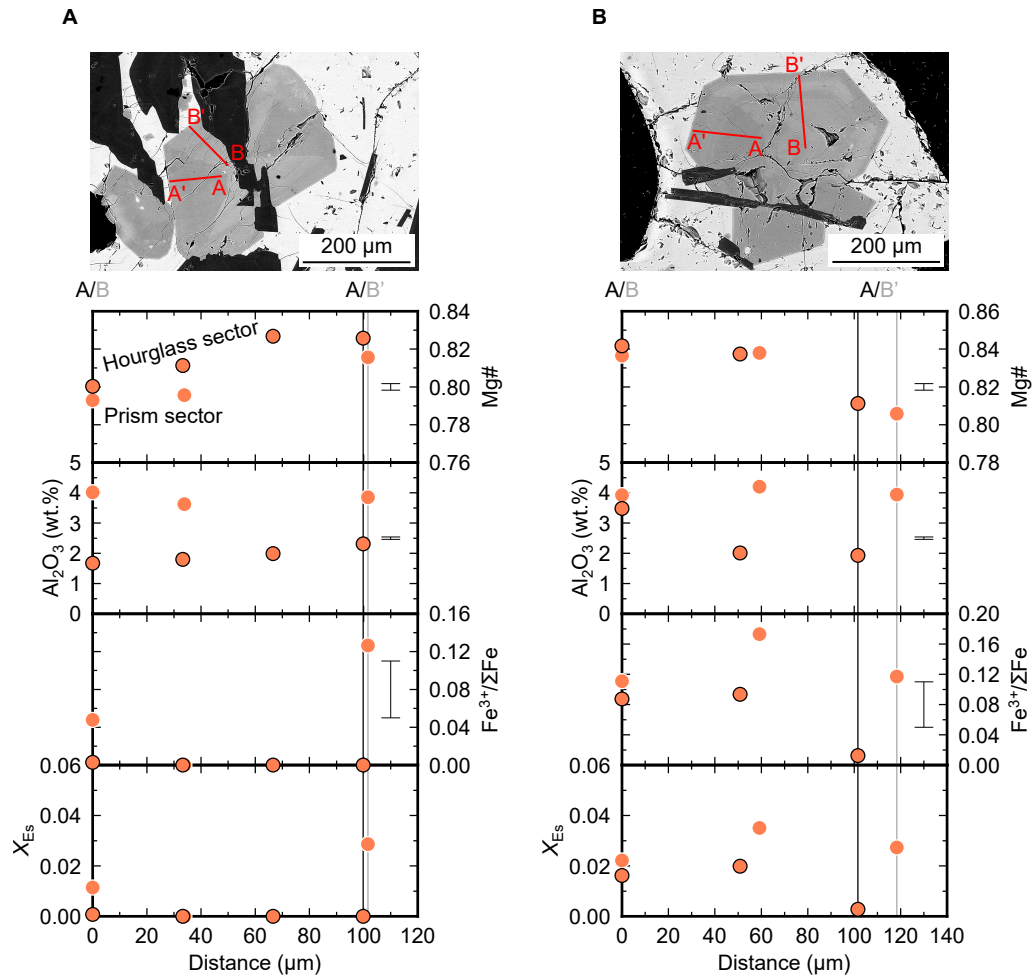 A
B
B'
B
A'
A
200 µm
B'
A'
A
B
200 µm
A/B
A/B'
A/B
A/B'
Hourglass sector
Prism sector
0.84
0.82
0.80
0.78
0.76
Mg#
0.86
0.84
0.82
0.80
0.78
Mg#
5
4
3
2
1
0
Al2O3 (wt.%)
5
4
3
2
1
0
Al2O3 (wt.%)
0.16
0.12
0.08
0.04
0.00
Fe3+/ΣFe
0.20
0.16
0.12
0.08
0.04
0.00
Fe3+/ΣFe
0.06
0.04
0.02
0.00
XEs
0.06
0.04
0.02
0.00
XEs
0 20 40 60 80 100 120
Distance (µm)
0 20 40 60 80 100 120 140
Distance (µm)